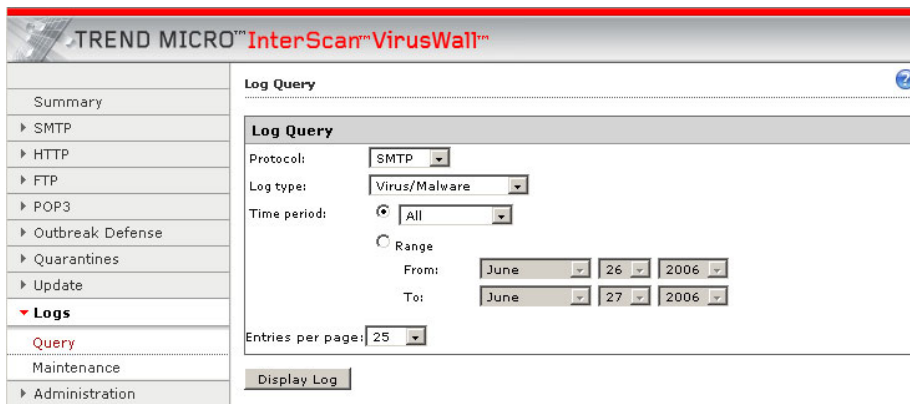 TREND MICRO™ InterScan™ VirusWall™
Summary
SMTP
HTTP
FTP
POP3
Outbreak Defense
Quarantines
Update
Logs
Query
Maintenance
Administration
Log Query
?
Log Query
Protocol: SMTP
Log type: Virus/Malware
Time period: All
Range
From: June 26 2006
To: June 27 2006
Entries per page: 25
Display Log